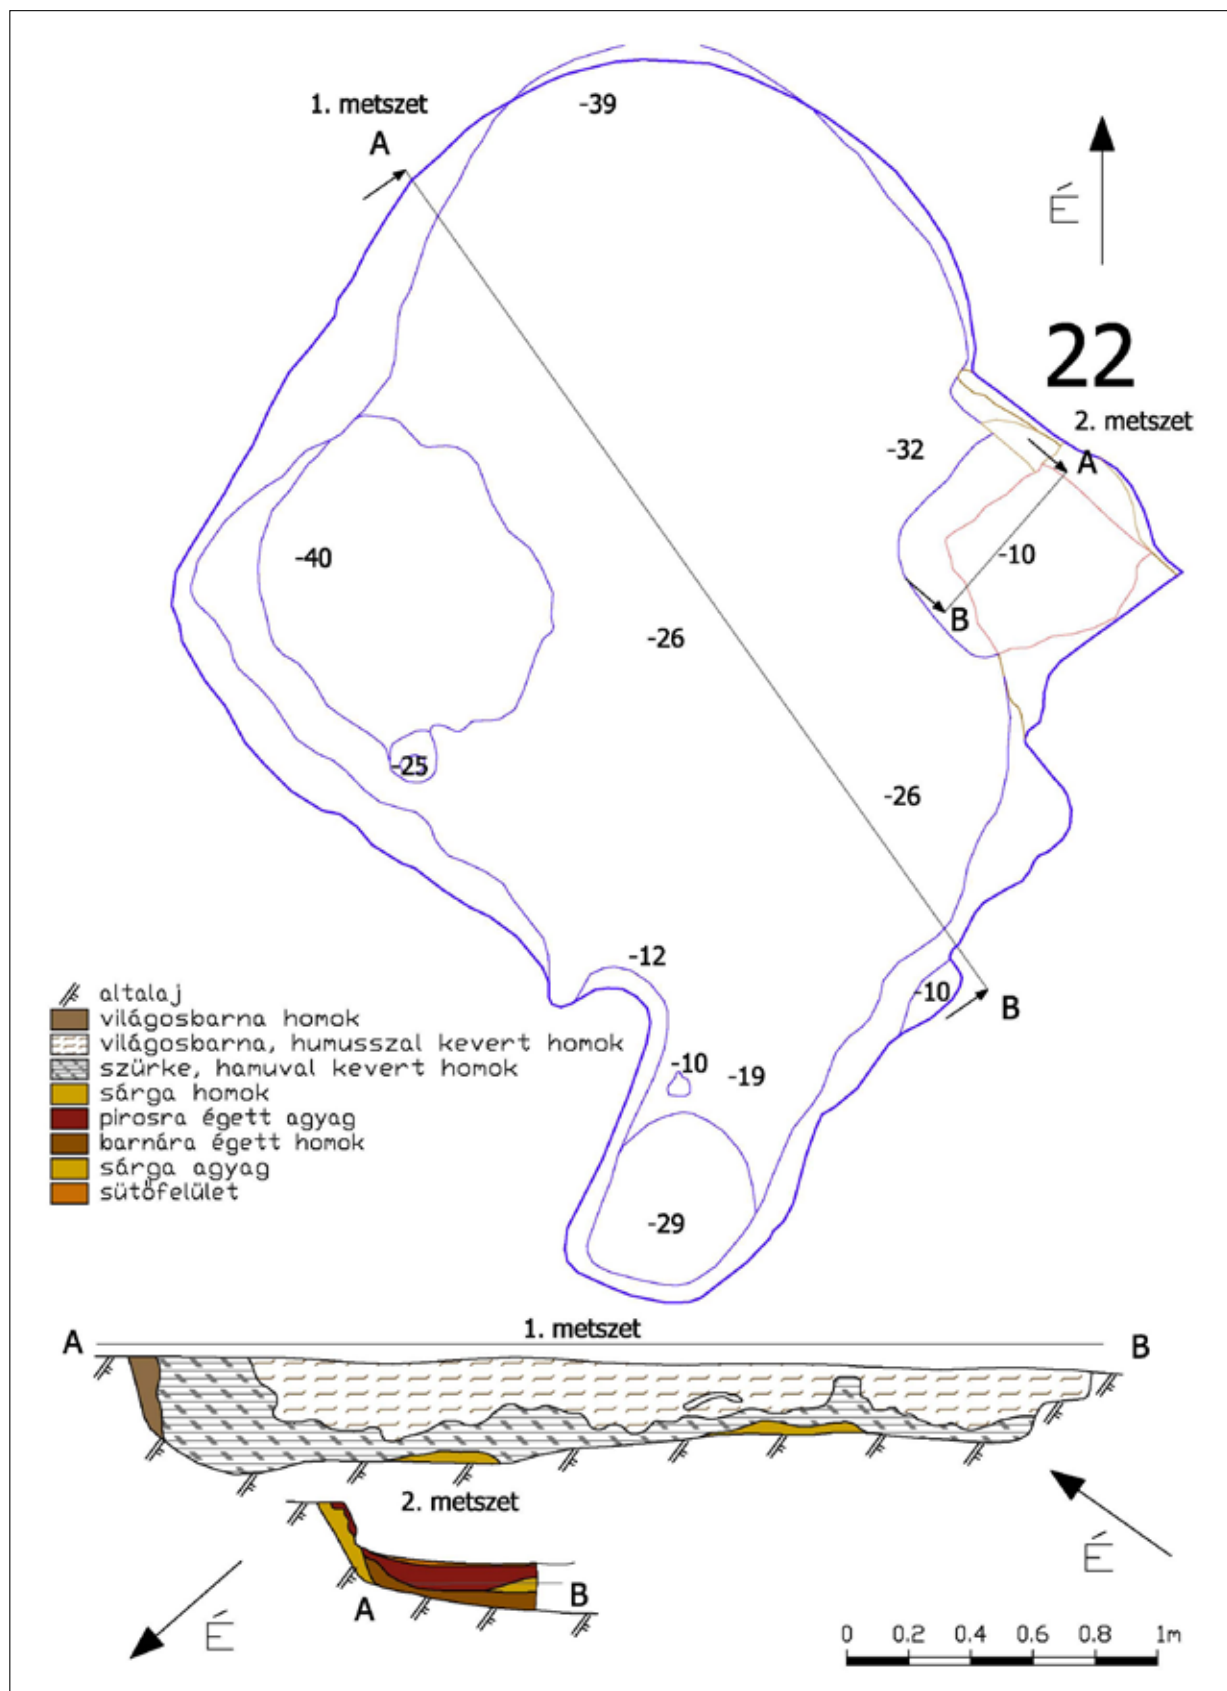 -39
1. metszet
A
É
22
2. metszet
-32
A
-10
-40
B
-26
-25
-26
-12
-10
B
-10
-19
-29
altalaj
világosbarna homok
világosbarna, humusszal kevert homok
szürke, hamuval kevert homok
sárga homok
pirosra égett agyag
barnára égett homok
sárga agyag
sütőfelület
A
1. metszet
B
2. metszet
É
A
B
É
0 0.2 0.4 0.6 0.8 1m